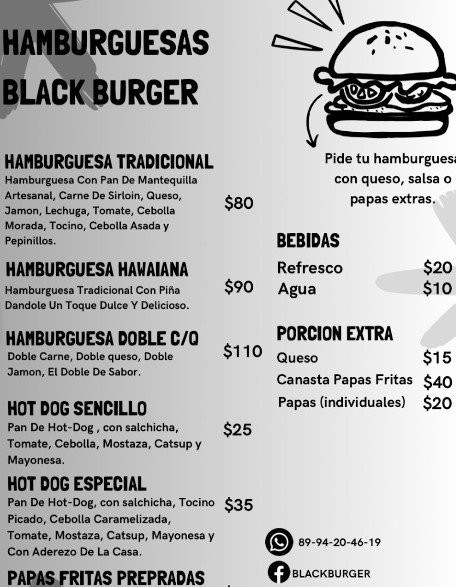 HAMBURGUESAS
BLACK BURGER
HAMBURGUESA TRADICIONAL
Hamburguesa Con Pan De Mantequilla
Artesanal, Carne De Sirloin, Queso,
Jamon, Lechuga, Tomate, Cebolla
Morada, Tocino, Cebolla Asada y
Pepinillos.
$80
HAMBURGUESA HAWAIANA
Hamburguesa Tradicional Con Piña
Dandole Un Toque Dulce Y Delicioso.
$90
HAMBURGUESA DOBLE C/Q
Doble Carne, Doble queso, Doble
Jamon, El Doble De Sabor.
$110
HOT DOG SENCILLO
Pan De Hot-Dog , con salchicha,
Tomate, Cebolla, Mostaza, Catsup y
Mayonesa.
$25
HOT DOG ESPECIAL
Pan De Hot-Dog, con salchicha, Tocino
Picado, Cebolla Caramelizada,
Tomate, Mostaza, Catsup, Mayonesa y
Con Aderezo De La Casa.
$35
PAPAS FRITAS PREPRADAS
Pide tu hamburguesa
con queso, salsa o
papas extras.
BEBIDAS
Refresco $20
Agua $10
PORCION EXTRA
Queso $15
Canasta Papas Fritas $40
Papas (individuales) $20
89-94-20-46-19
BLACKBURGER